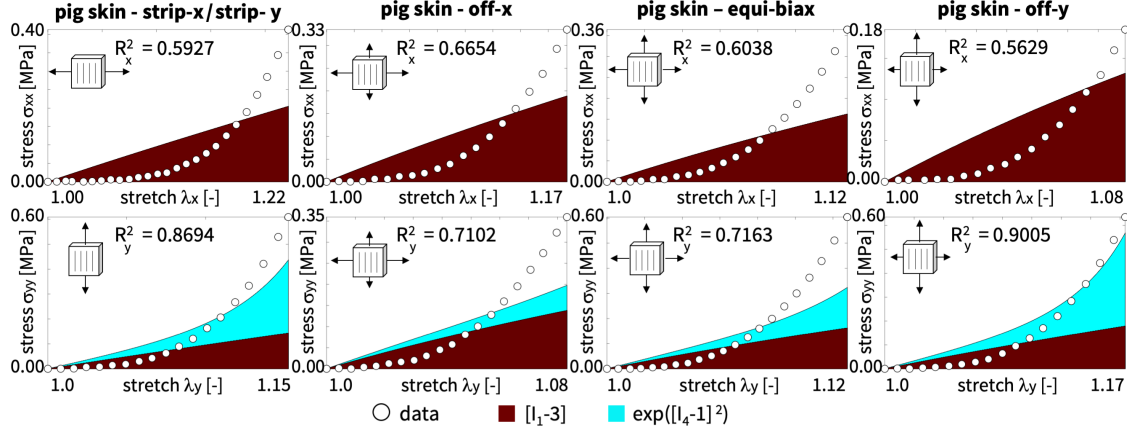 pig skin - strip-x/strip- y
pig skin - off-x
pig skin – equi-biax
pig skin - off-y
0.40
stress σxx [MPa]
0.00
R²x = 0.5927
1.00
stretch λx [-]
1.22
0.33
stress σxx [MPa]
0.00
R²x = 0.6654
1.00
stretch λx [-]
1.17
0.36
stress σxx [MPa]
0.00
R²x = 0.6038
1.00
stretch λx [-]
1.12
0.18
stress σxx [MPa]
0.00
R²x = 0.5629
1.00
stretch λx [-]
1.08
0.60
stress σyy [MPa]
0.00
R²y = 0.8694
1.0
stretch λy [-]
1.15
0.35
stress σyy [MPa]
0.00
R²y = 0.7102
1.0
stretch λy [-]
1.08
0.60
stress σyy [MPa]
0.00
R²y = 0.7163
1.0
stretch λy [-]
1.12
0.60
stress σyy [MPa]
0.00
R²y = 0.9005
1.0
stretch λy [-]
1.17
data
[I₁-3]
exp([I₄-1]²)